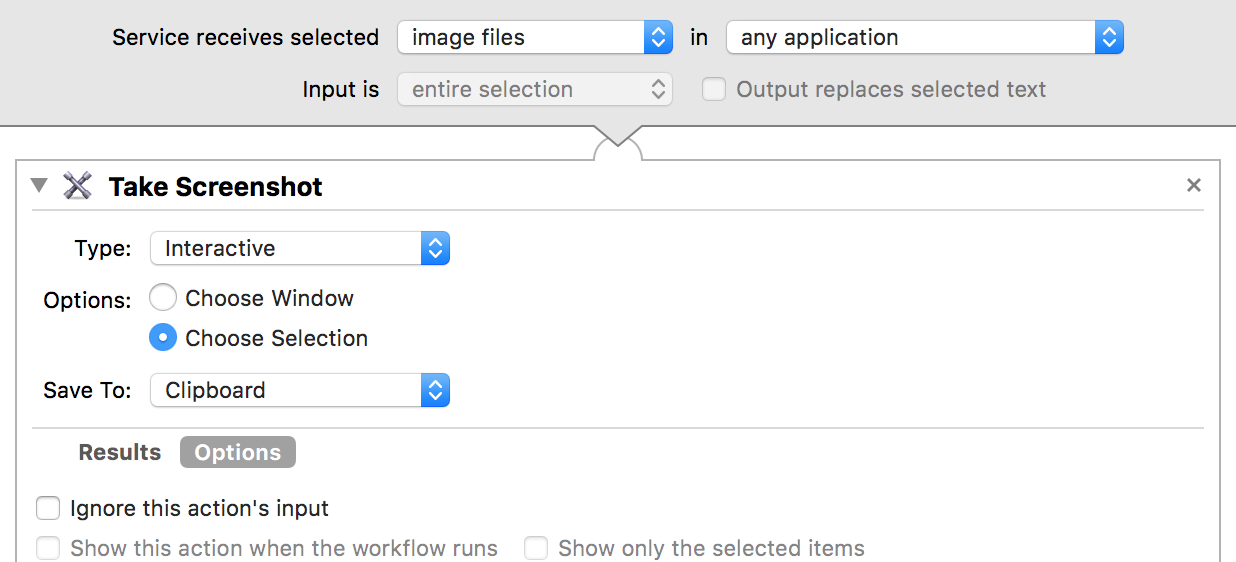 Service receives selected image files in any application
Input is entire selection Output replaces selected text
Take Screenshot
Type: Interactive
Options: Choose Window
Choose Selection
Save To: Clipboard
Results Options
Ignore this action's input
Show this action when the workflow runs Show only the selected items